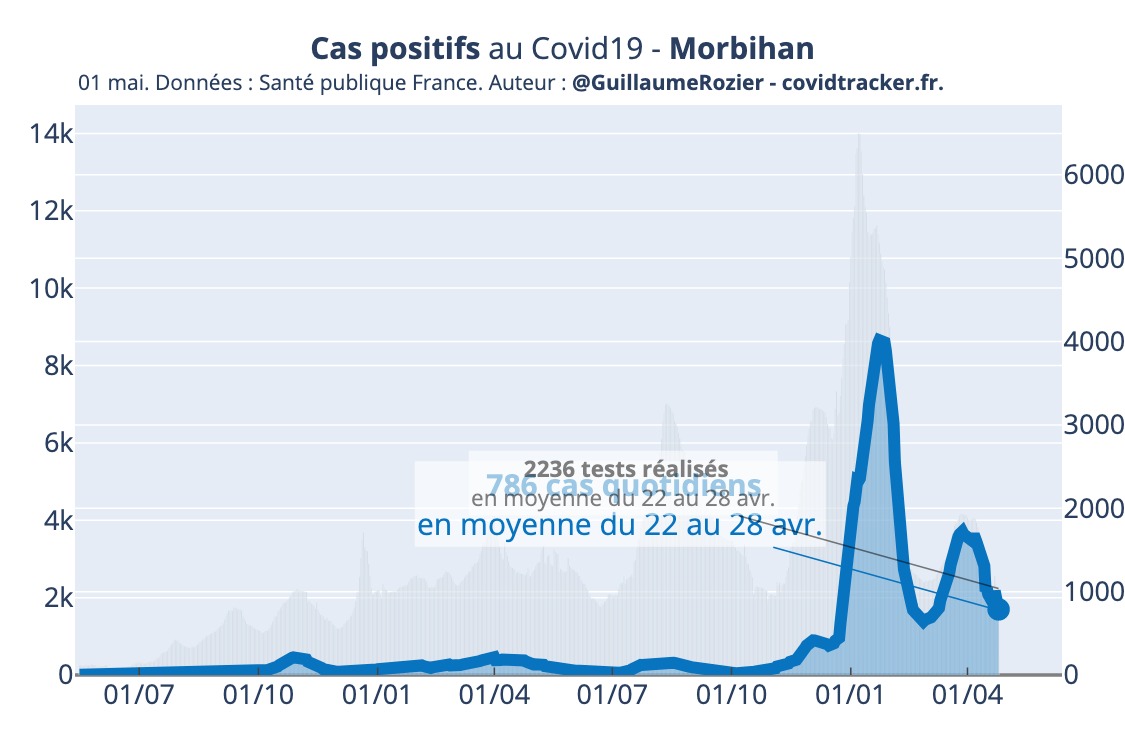 Cas positifs au Covid19 - Morbihan
01 mai. Données : Santé publique France. Auteur : @GuillaumeRozier - covidtracker.fr.
14k
12k
10k
8k
6k
4k
2k
0
6000
5000
4000
3000
2000
1000
0
2236 tests réalisés
786 cas quotidiens
en moyenne du 22 au 28 avr.
en moyenne du 22 au 28 avr.
01/07 01/10 01/01 01/04 01/07 01/10 01/01 01/04